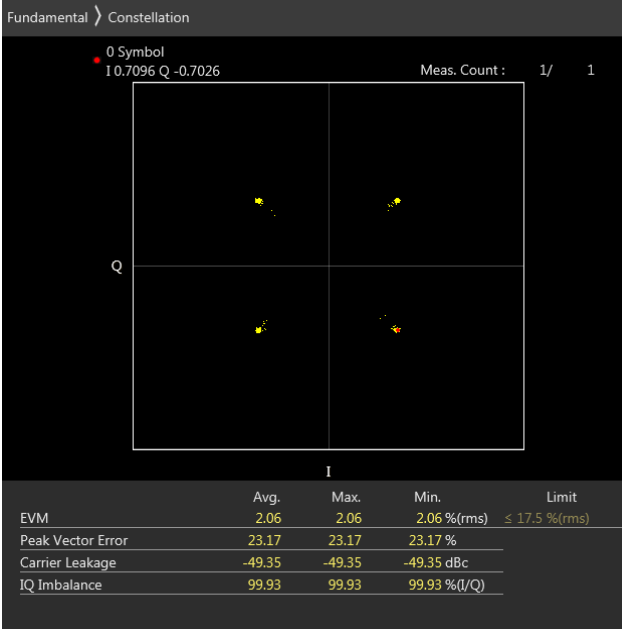 Fundamental 〉 Constellation
0 Symbol
I 0.7096 Q -0.7026
Meas. Count : 1/ 1
Q
I
Avg. Max. Min. Limit
EVM 2.06 2.06 2.06 %(rms) ≤ 17.5 %(rms)
Peak Vector Error 23.17 23.17 23.17 %
Carrier Leakage -49.35 -49.35 -49.35 dBc
IQ Imbalance 99.93 99.93 99.93 %(I/Q)